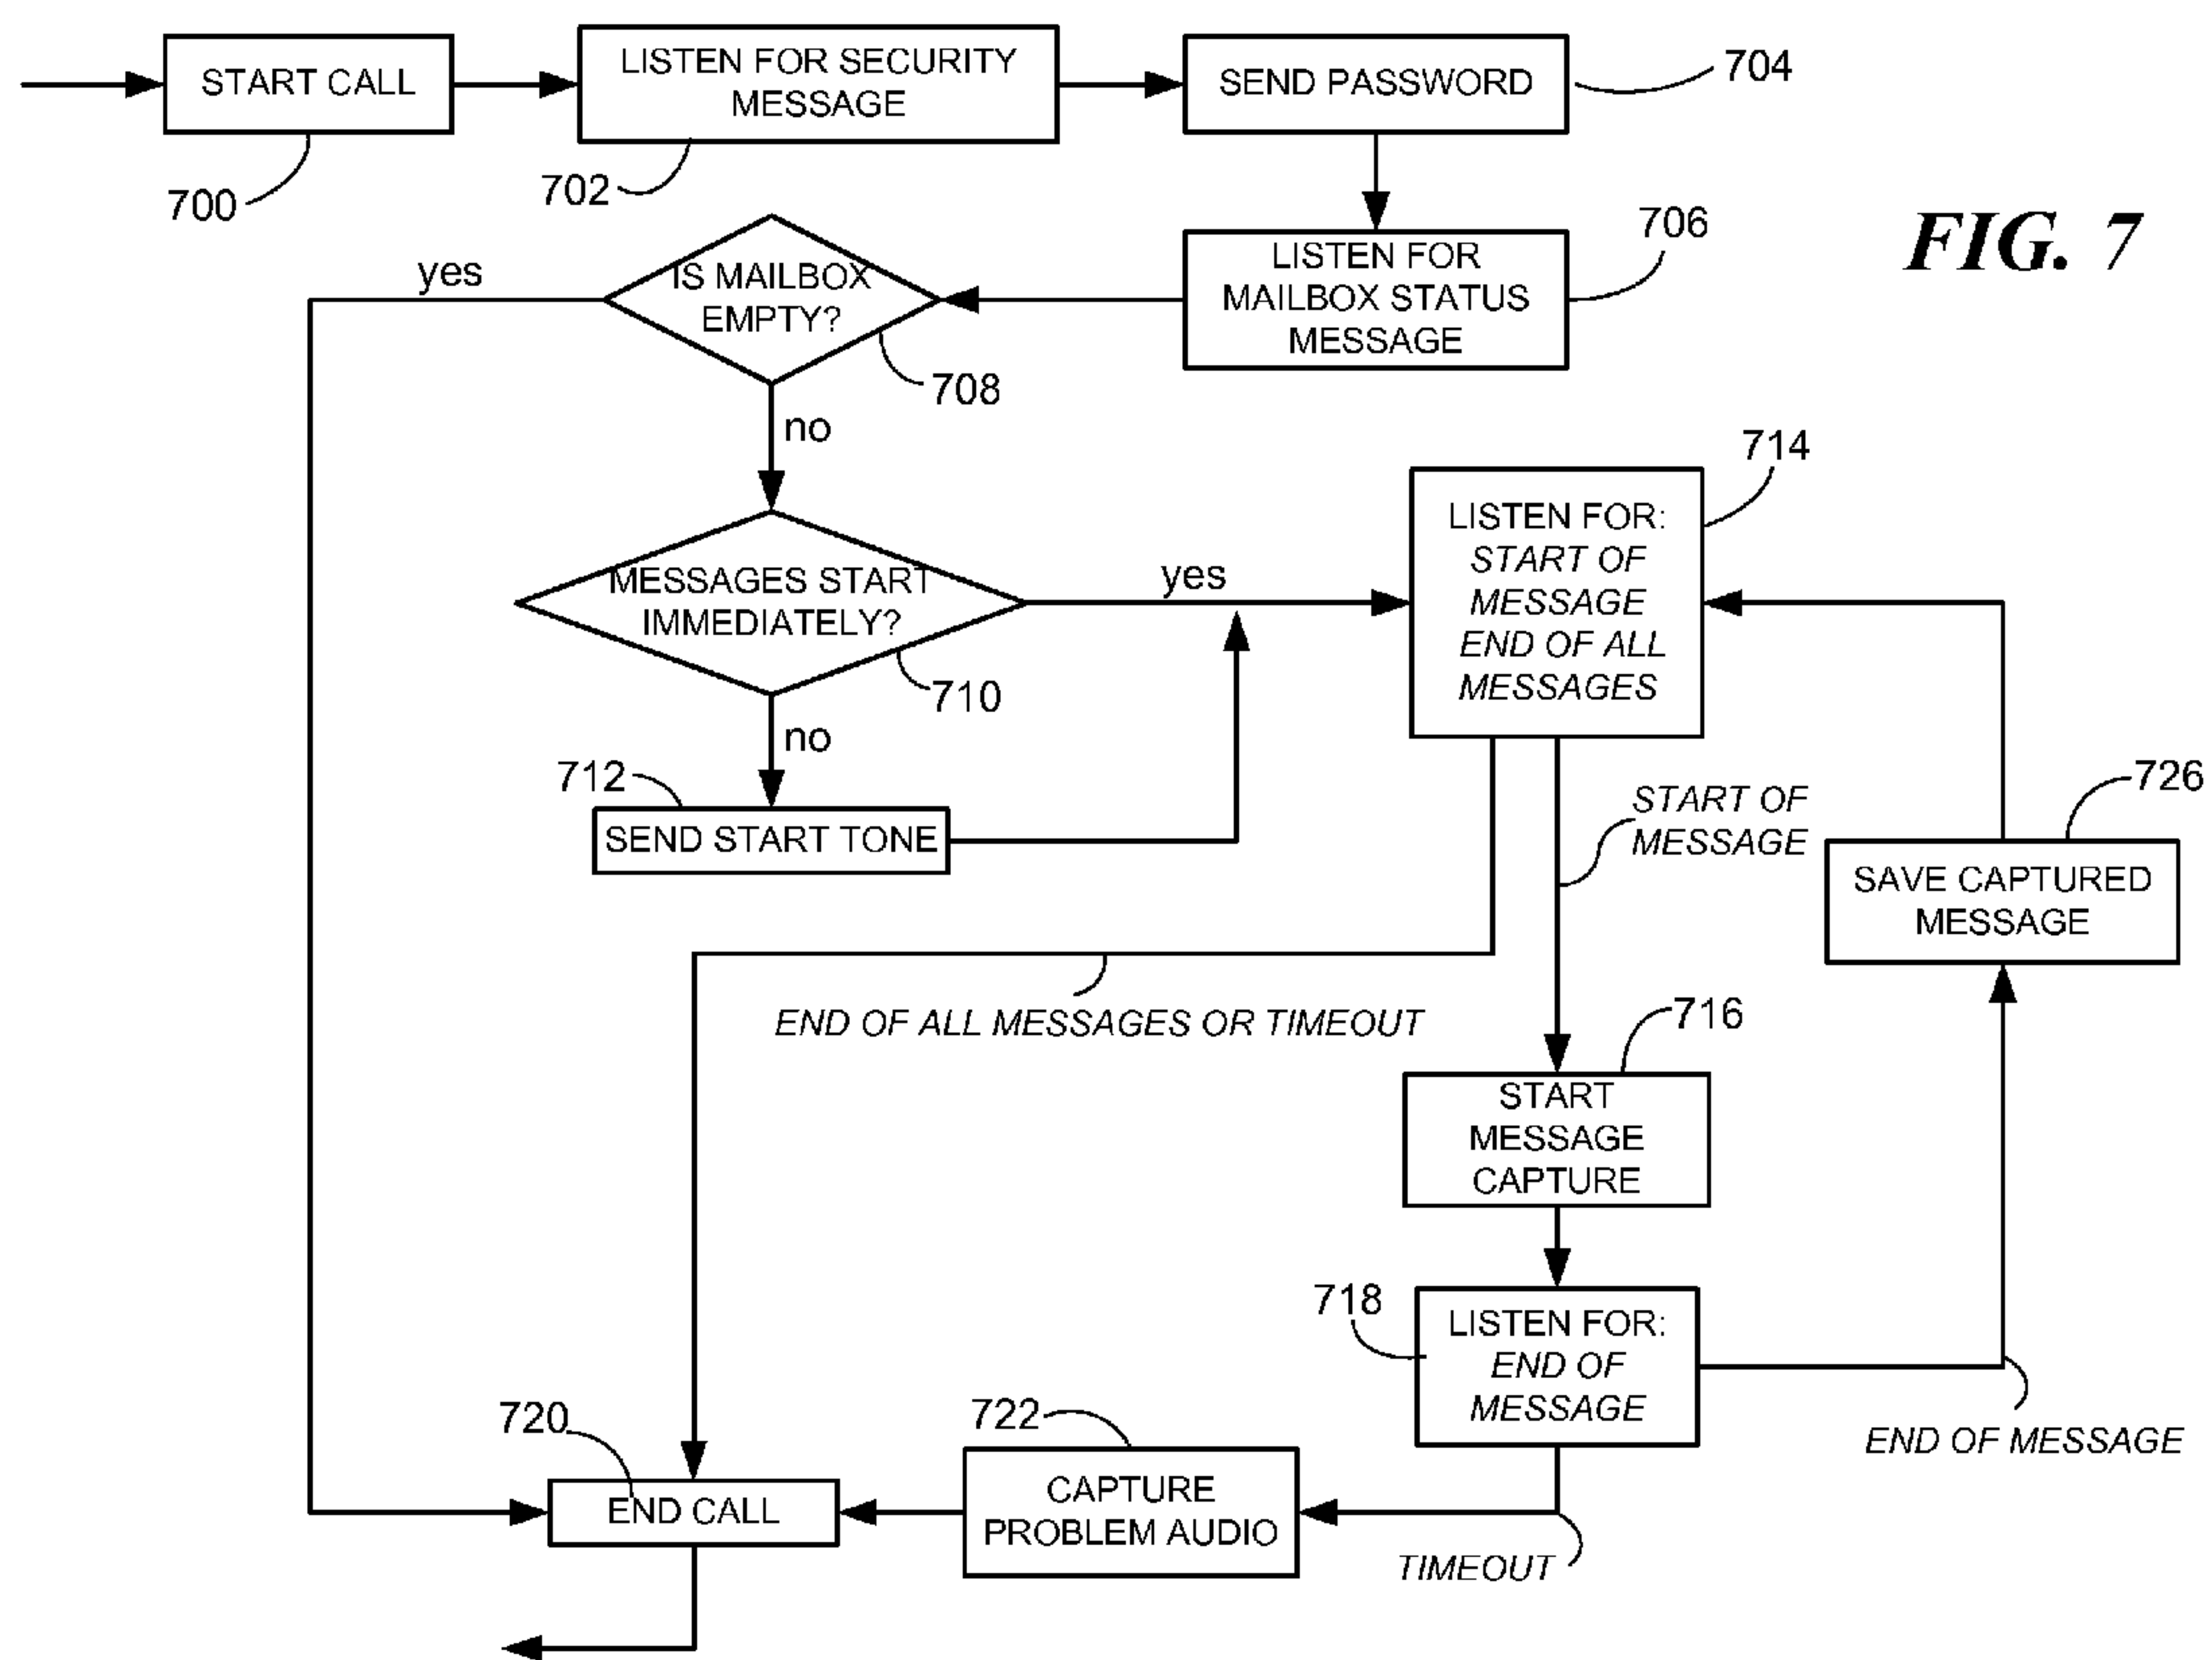 START CALL
LISTEN FOR SECURITY
MESSAGE
SEND PASSWORD
704
700
702
706
FIG. 7
yes
IS MAILBOX
EMPTY?
LISTEN FOR
MAILBOX STATUS
MESSAGE
708
no
714
MESSAGES START
IMMEDIATELY?
yes
LISTEN FOR:
START OF
MESSAGE
END OF ALL
MESSAGES
710
no
712
SEND START TONE
START OF
MESSAGE
726
SAVE CAPTURED
MESSAGE
END OF ALL MESSAGES OR TIMEOUT
716
START
MESSAGE
CAPTURE
718
LISTEN FOR:
END OF
MESSAGE
END OF MESSAGE
720
722
END CALL
CAPTURE
PROBLEM AUDIO
TIMEOUT